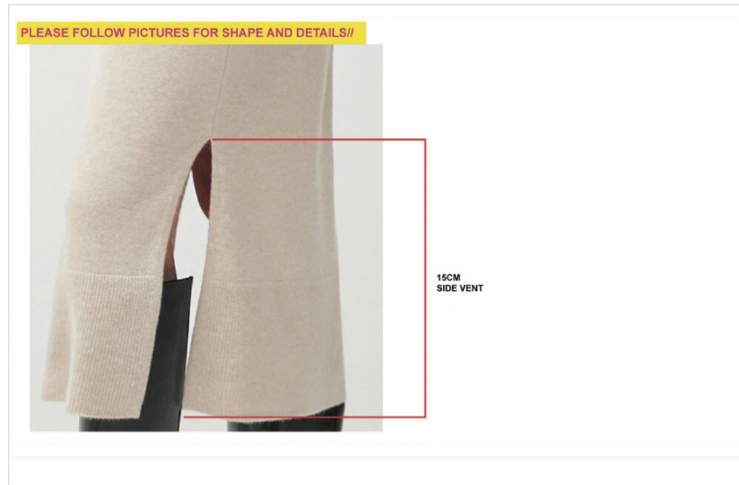 PLEASE FOLLOW PICTURES FOR SHAPE AND DETAILS//
15CM
SIDE VENT